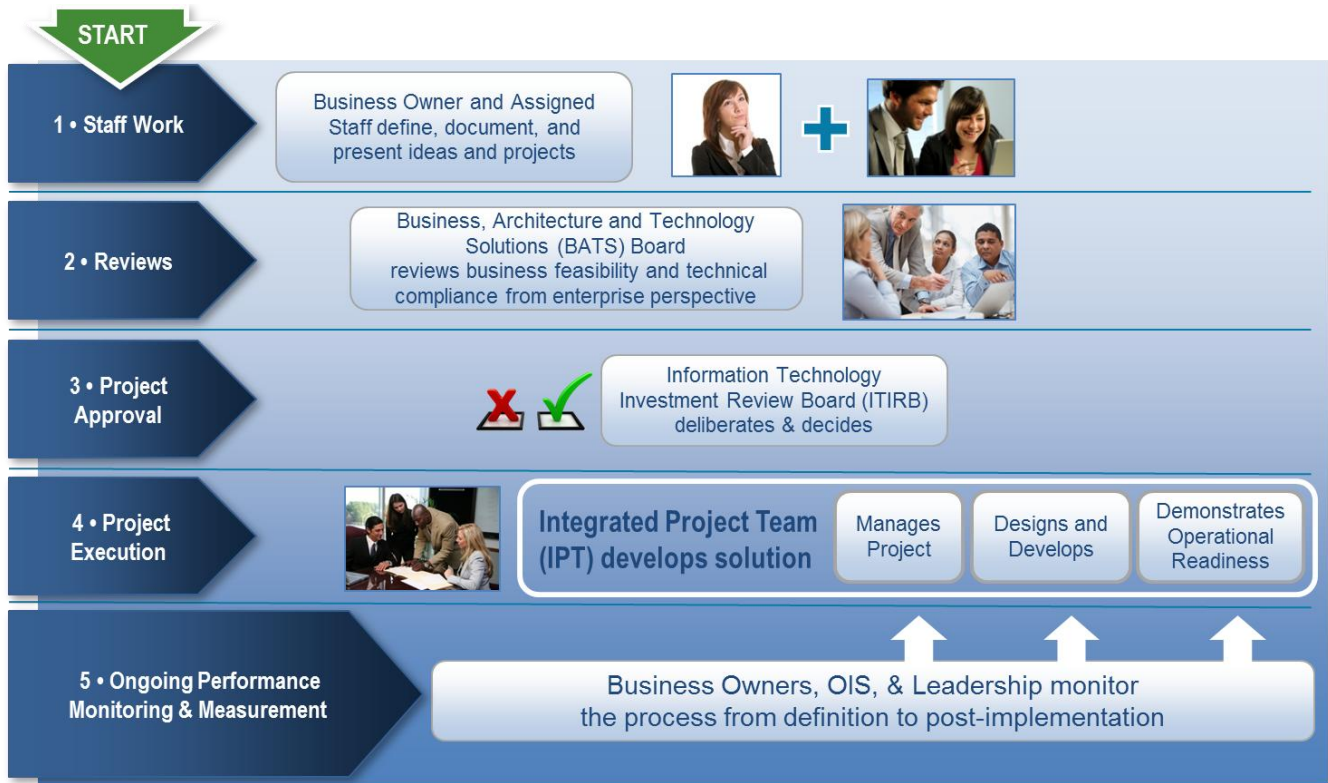 START
1 • Staff Work
Business Owner and Assigned
Staff define, document, and
present ideas and projects
2 • Reviews
Business, Architecture and Technology
Solutions (BATS) Board
reviews business feasibility and technical
compliance from enterprise perspective
3 • Project
Approval
Information Technology
Investment Review Board (ITIRB)
deliberates & decides
4 • Project
Execution
Integrated Project Team
(IPT) develops solution
Manages
Project
Designs and
Develops
Demonstrates
Operational
Readiness
5 • Ongoing Performance
Monitoring & Measurement
Business Owners, OIS, & Leadership monitor
the process from definition to post-implementation